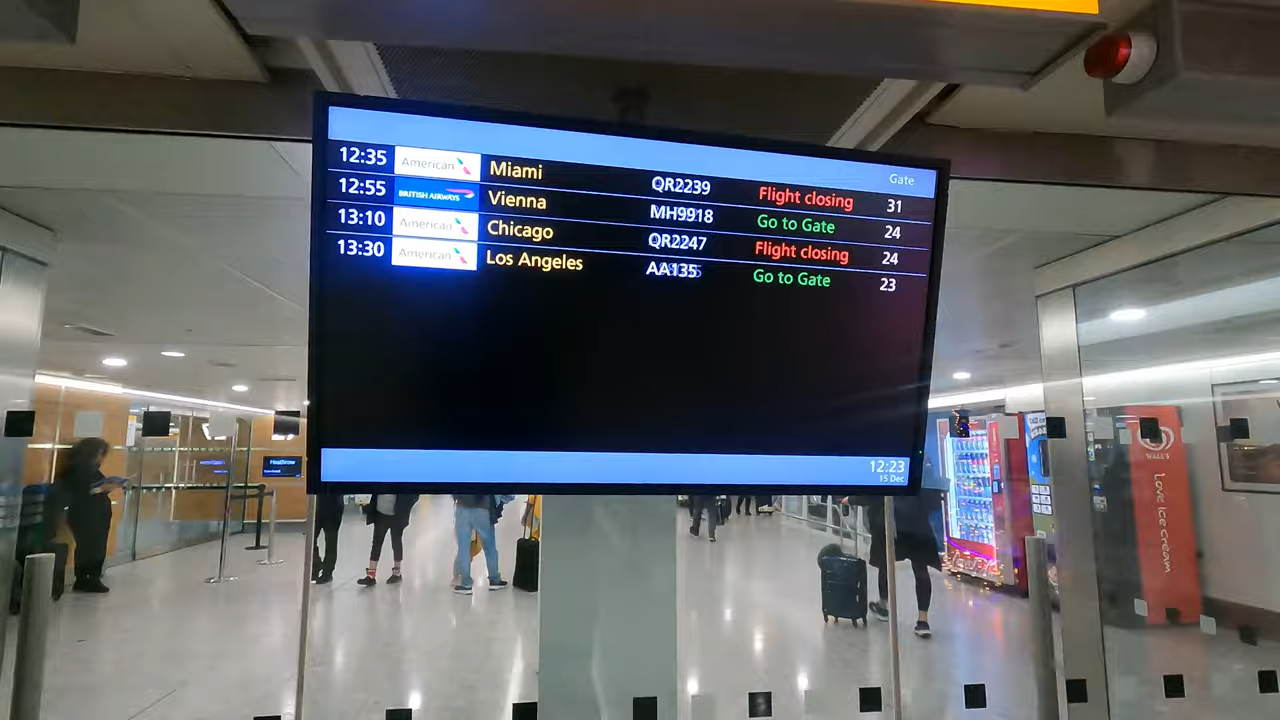 Gate
12:35 American Miami QR2239 Flight closing 31
12:55 BRITISH AIRWAYS Vienna MH9918 Go to Gate 24
13:10 American Chicago QR2247 Flight closing 24
13:30 American Los Angeles AA135 Go to Gate 23
12:23
15 Dec
Heathrow
WALL'S
Love Ice cream